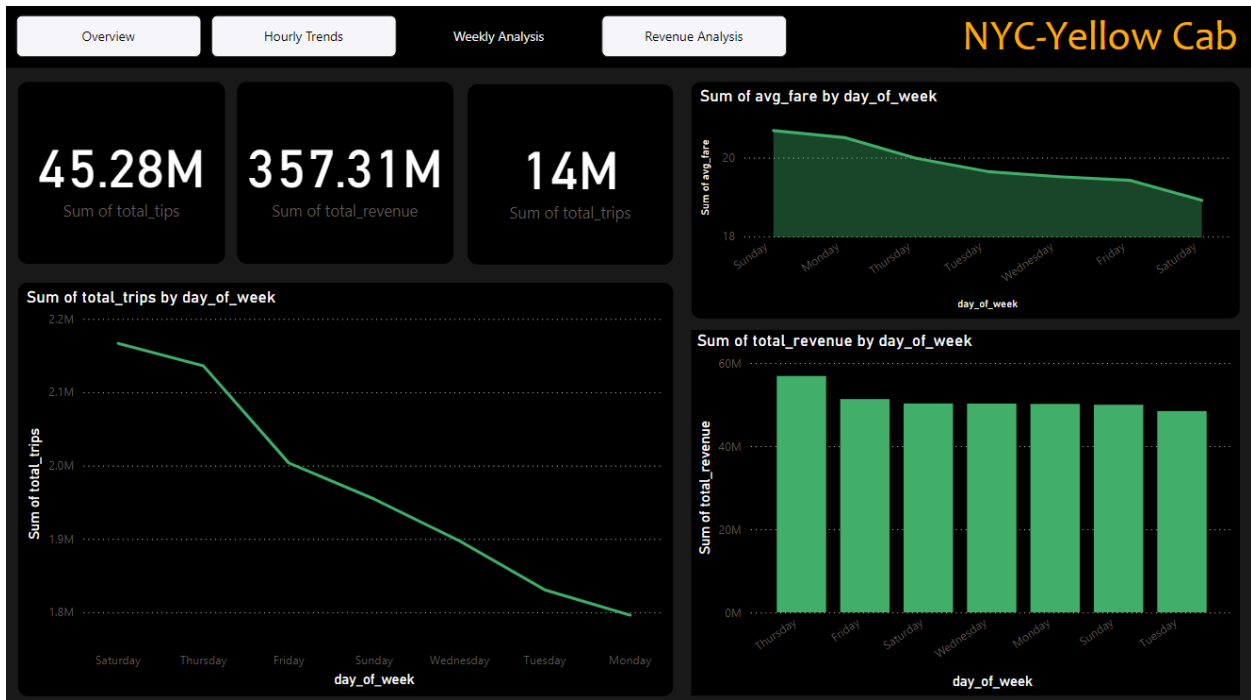 Overview
Hourly Trends
Weekly Analysis
Revenue Analysis
NYC-Yellow Cab
45.28M
Sum of total_tips
357.31M
Sum of total_revenue
14M
Sum of total_trips
Sum of avg_fare by day_of_week
Sum of avg_fare
20
18
Sunday
Monday
Thursday
Tuesday
Wednesday
Friday
Saturday
day_of_week
Sum of total_trips by day_of_week
Sum of total_trips
2.2M
2.1M
2.0M
1.9M
1.8M
Saturday
Thursday
Friday
Sunday
Wednesday
Tuesday
Monday
day_of_week
Sum of total_revenue by day_of_week
Sum of total_revenue
60M
40M
20M
0M
Thursday
Friday
Saturday
Wednesday
Monday
Sunday
Tuesday
day_of_week